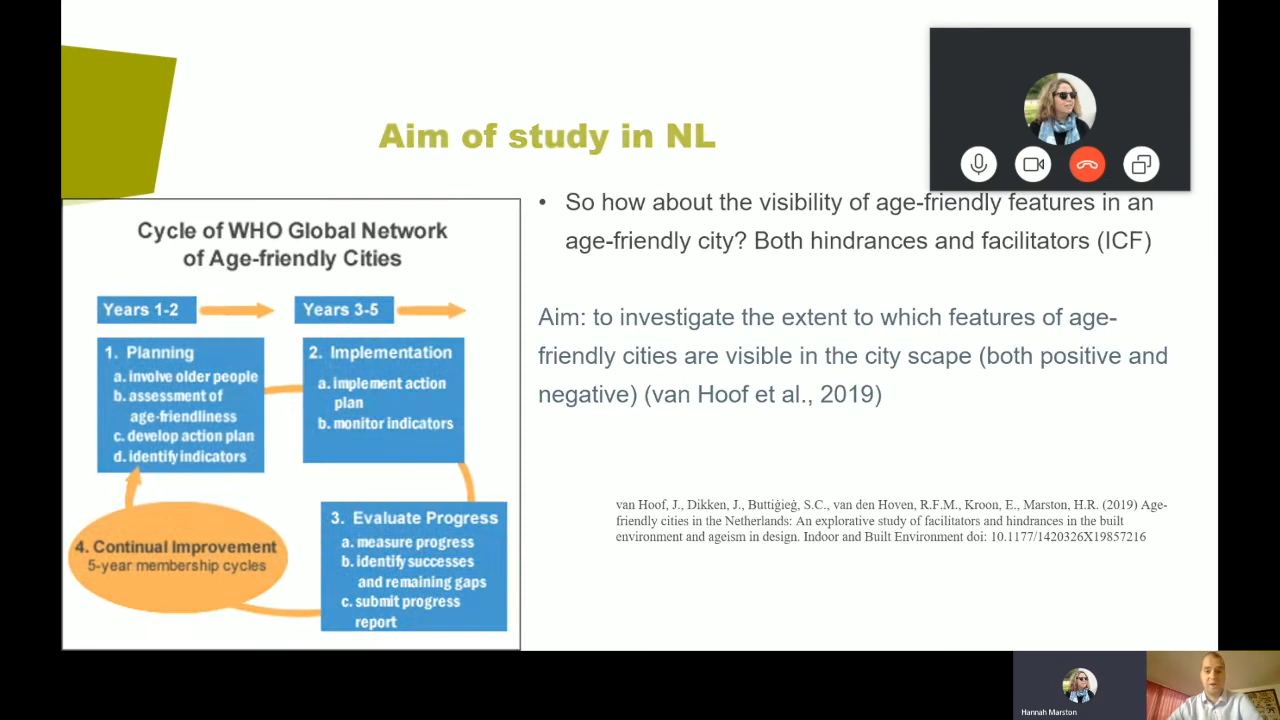 Aim of study in NL
Cycle of WHO Global Network
of Age-friendly Cities
Years 1-2
Years 3-5
1. Planning
a. involve older people
b. assessment of
age-friendliness
c. develop action plan
d. identify indicators
2. Implementation
a. implement action
plan
b. monitor indicators
3. Evaluate Progress
a. measure progress
b. identify successes
and remaining gaps
c. submit progress
report
4. Continual Improvement
5-year membership cycles
• So how about the visibility of age-friendly features in an
age-friendly city? Both hindrances and facilitators (ICF)
Aim: to investigate the extent to which features of age-
friendly cities are visible in the city scape (both positive and
negative) (van Hoof et al., 2019)
van Hoof, J., Dikken, J., Buttiġieġ, S.C., van den Hoven, R.F.M., Kroon, E., Marston, H.R. (2019) Age-
friendly cities in the Netherlands: An explorative study of facilitators and hindrances in the built
environment and ageism in design. Indoor and Built Environment doi: 10.1177/1420326X19857216
Hannah Marston